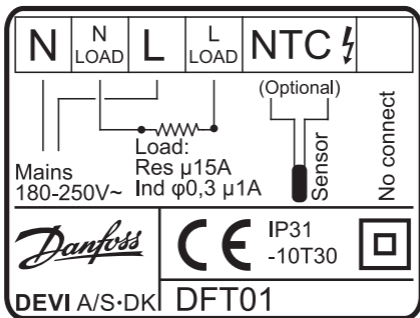 N N LOAD L L LOAD NTC
(Optional)
Sensor
No connect
Load:
Res µ15A
Ind φ0,3 µ1A
Mains
180-250V~
Danfoss
DEVI A/S·DK
CE
IP31
-10T30
DFT01